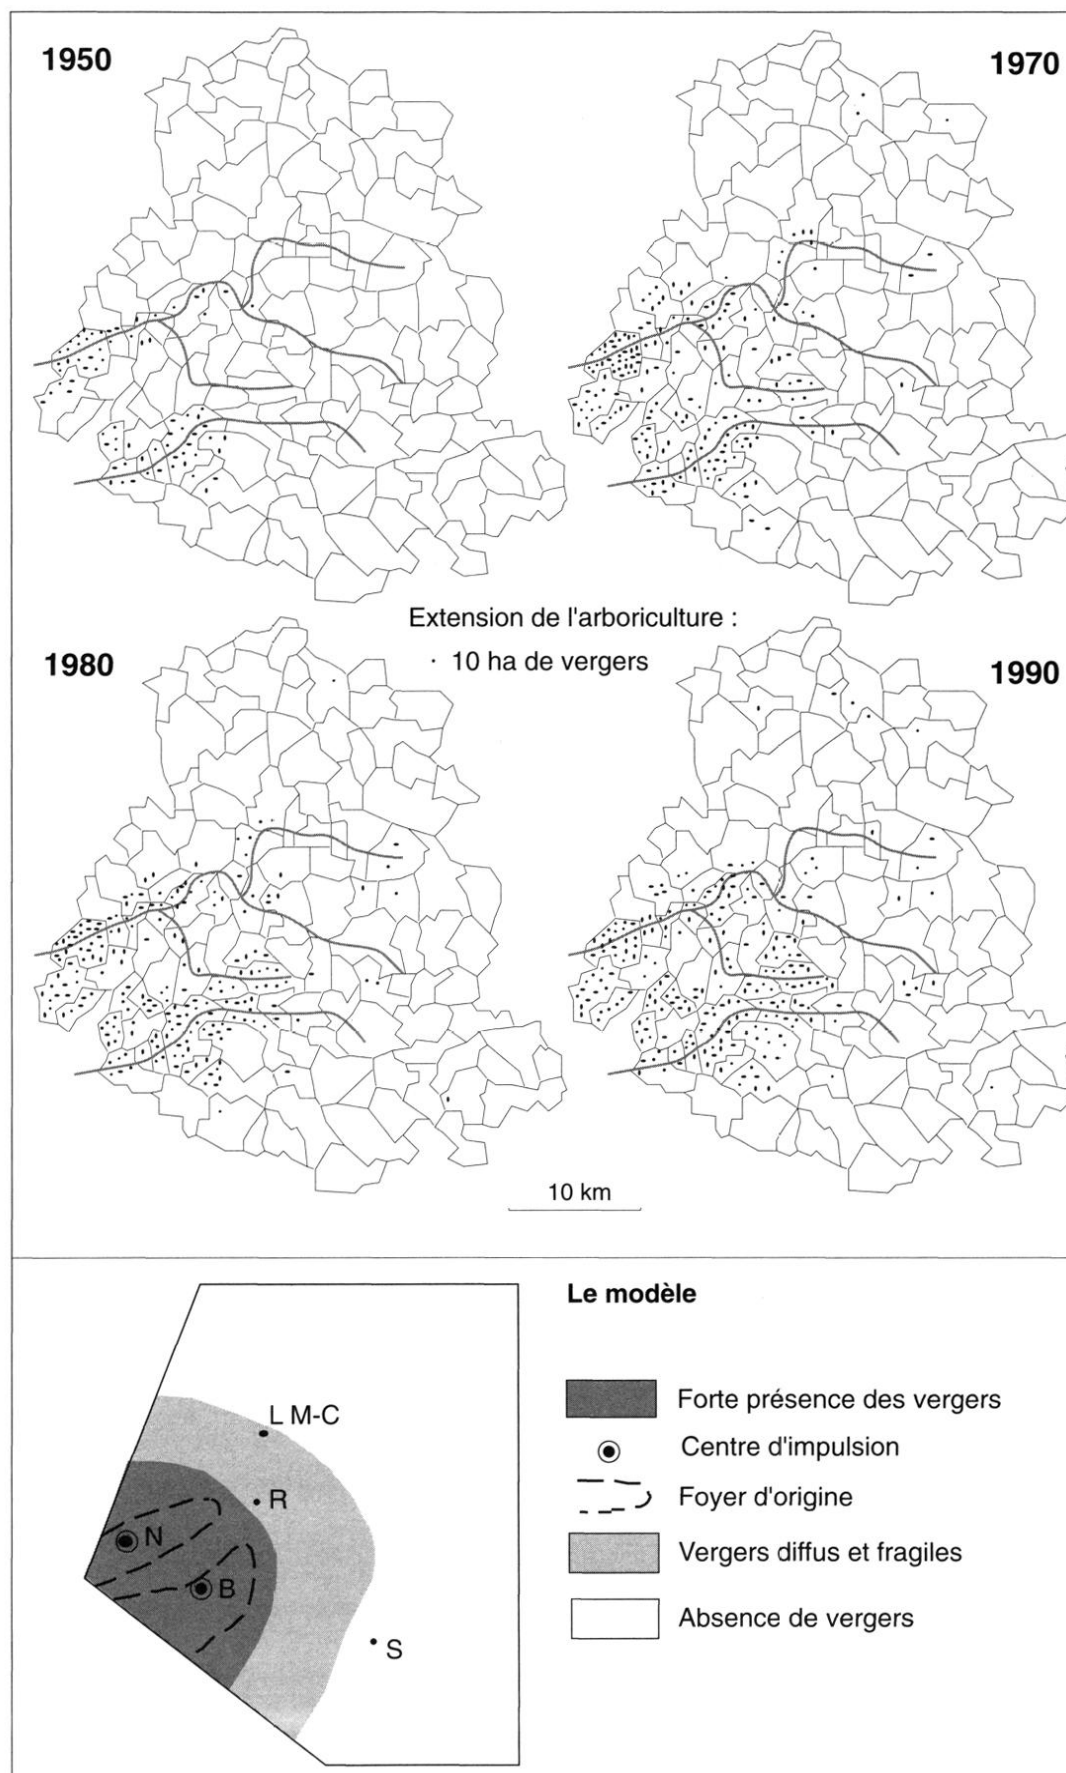 1950
1970
Extension de l'arboriculture :
· 10 ha de vergers
1980
1990
10 km
Le modèle
L M-C
R
N
B
S
Forte présence des vergers
Centre d'impulsion
Foyer d'origine
Vergers diffus et fragiles
Absence de vergers